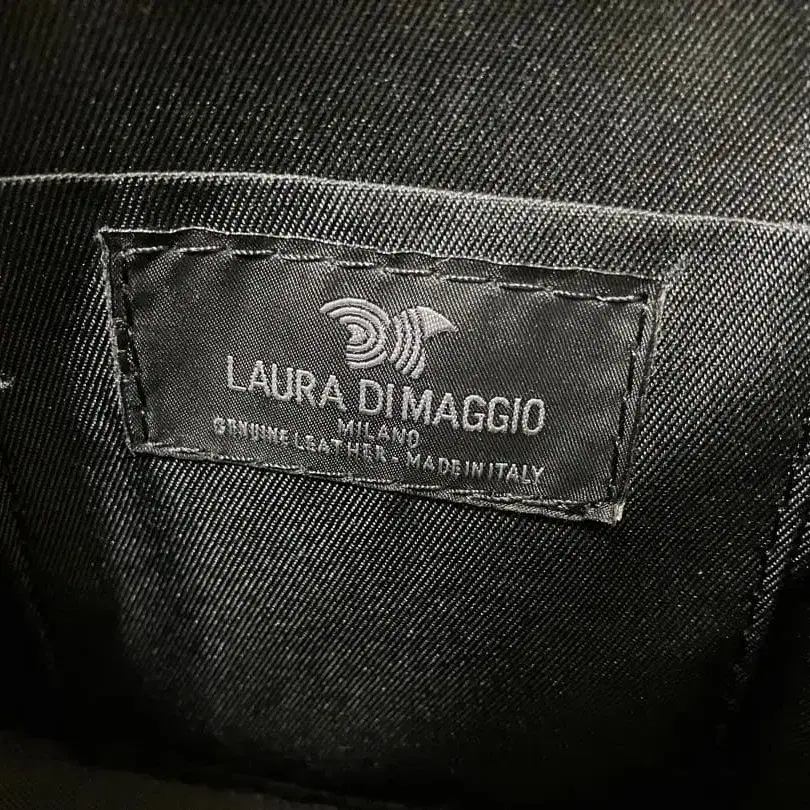 LAURA DI MAGGIO
MILANO
GENUINE LEATHER - MADE IN ITALY